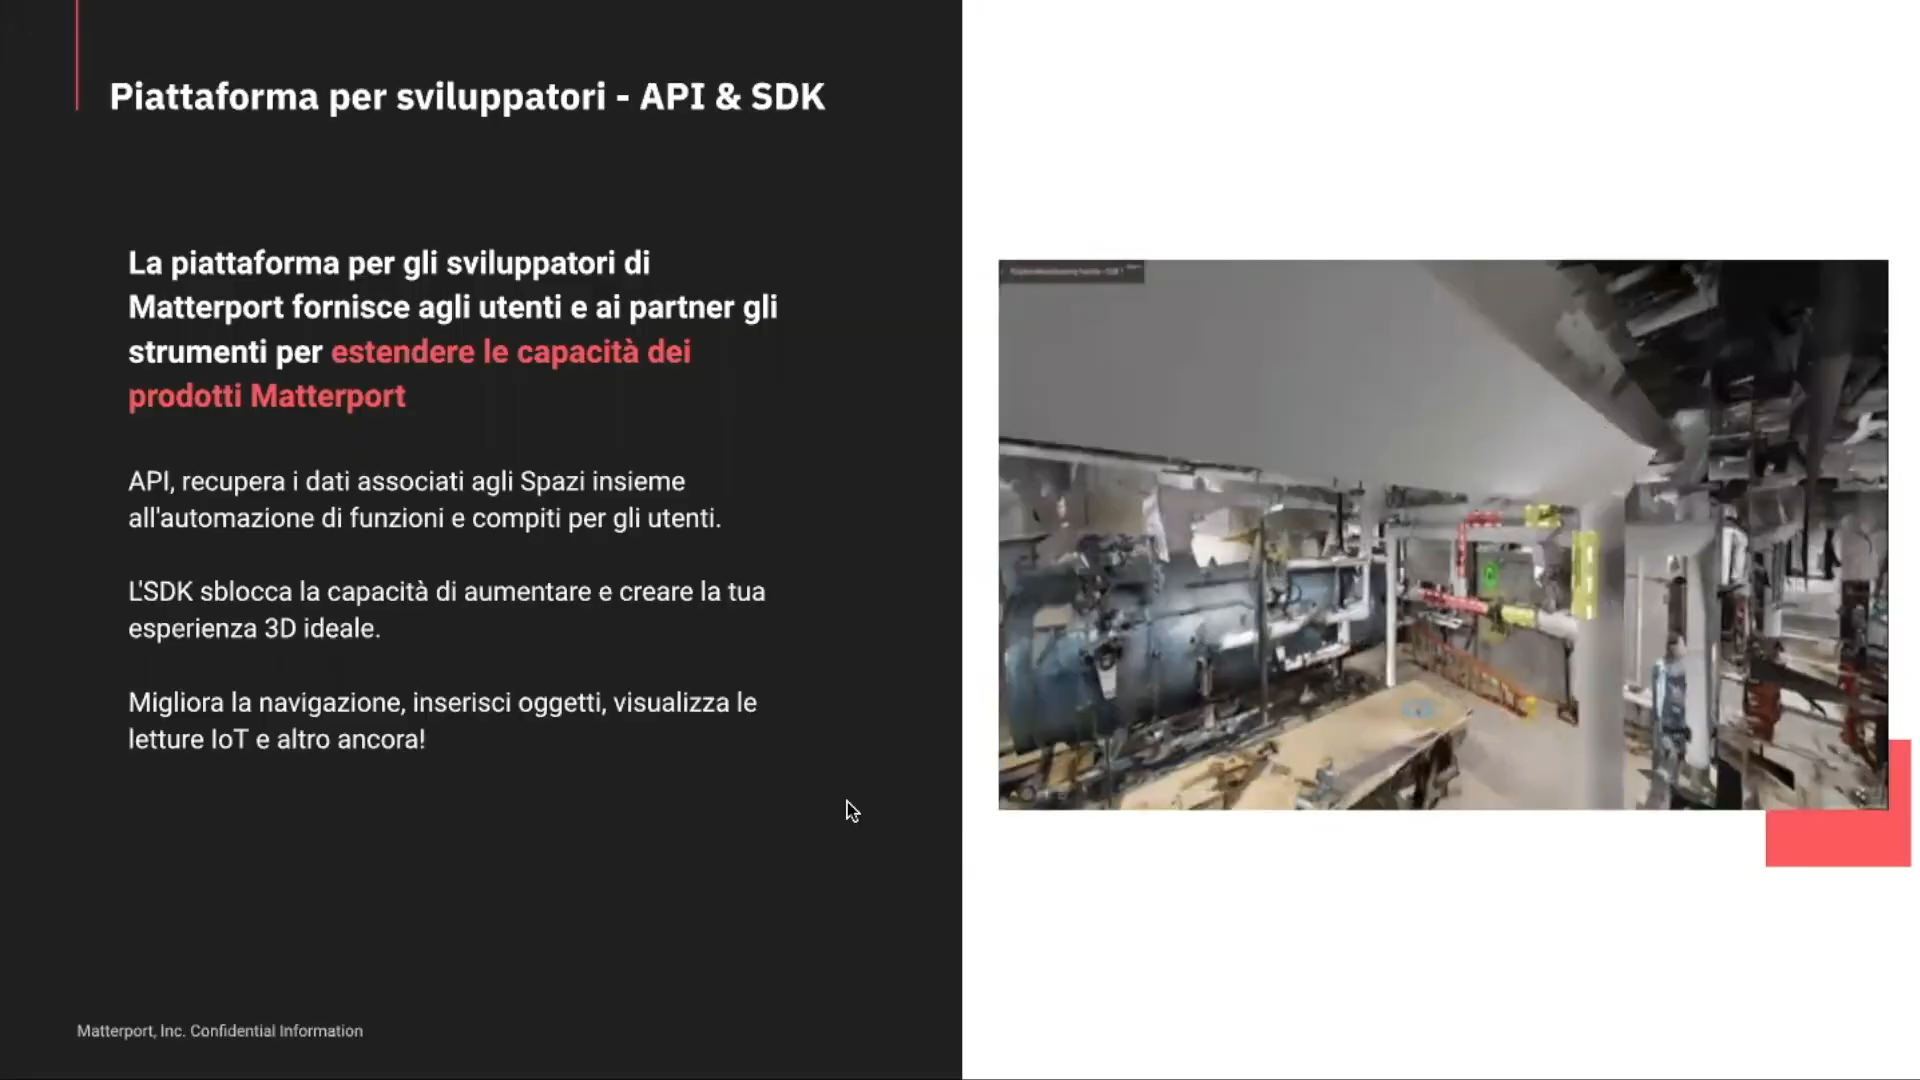 Piattaforma per sviluppatori - API & SDK
La piattaforma per gli sviluppatori di
Matterport fornisce agli utenti e ai partner gli
strumenti per estendere le capacità dei
prodotti Matterport
API, recupera i dati associati agli Spazi insieme
all'automazione di funzioni e compiti per gli utenti.
L'SDK sblocca la capacità di aumentare e creare la tua
esperienza 3D ideale.
Migliora la navigazione, inserisci oggetti, visualizza le
letture IoT e altro ancora!
Matterport, Inc. Confidential Information